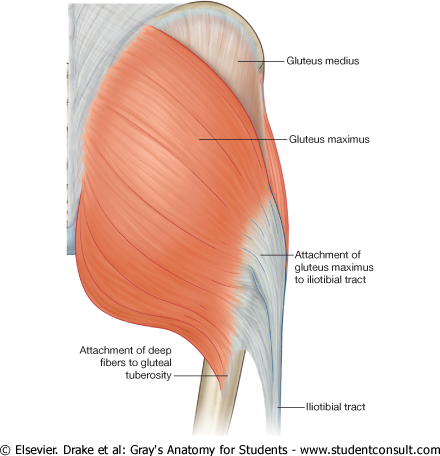 Gluteus medius
Gluteus maximus
Attachment of
gluteus maximus
to iliotibial tract
Attachment of deep
fibers to gluteal
tuberosity
Iliotibial tract
© Elsevier. Drake et al: Gray's Anatomy for Students - www.studentconsult.com